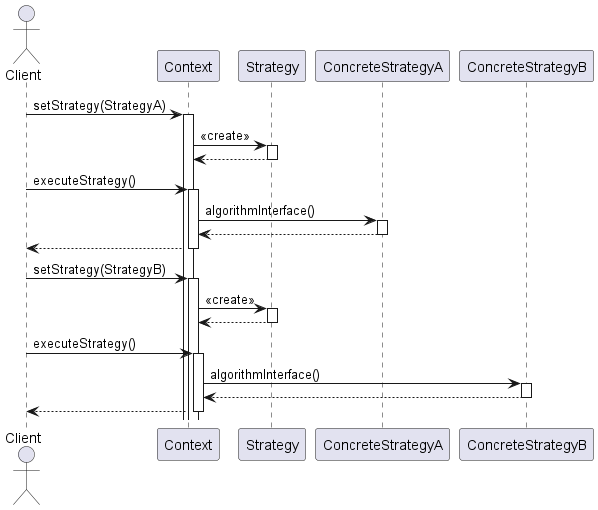 Client
Context
Strategy
ConcreteStrategyA
ConcreteStrategyB
setStrategy(StrategyA)
«create»
executeStrategy()
algorithmInterface()
setStrategy(StrategyB)
«create»
executeStrategy()
algorithmInterface()
Client
Context
Strategy
ConcreteStrategyA
ConcreteStrategyB